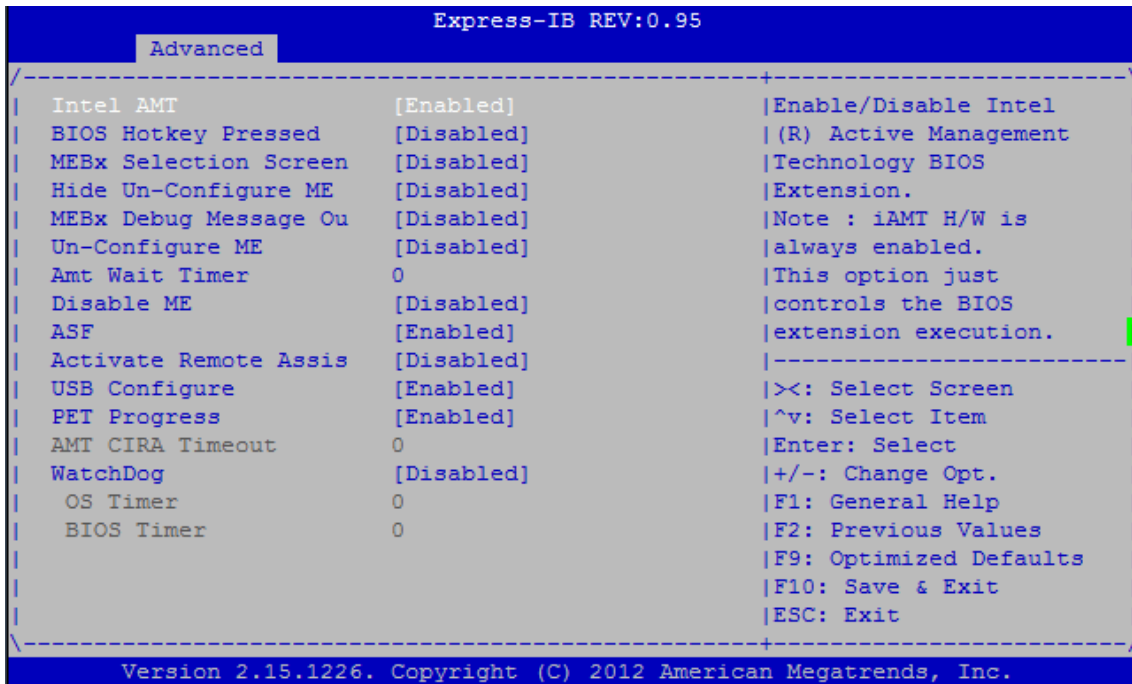 Express-IB REV:0.95
Advanced
/----------------------------------------------------+-------------------------\
| Intel AMT [Enabled] |Enable/Disable Intel
| BIOS Hotkey Pressed [Disabled] |(R) Active Management
| MEBx Selection Screen [Disabled] |Technology BIOS
| Hide Un-Configure ME [Disabled] |Extension.
| MEBx Debug Message Ou [Disabled] |Note : iAMT H/W is
| Un-Configure ME [Disabled] |always enabled.
| Amt Wait Timer 0 |This option just
| Disable ME [Disabled] |controls the BIOS
| ASF [Enabled] |extension execution.
| Activate Remote Assis [Disabled] |-------------------------
| USB Configure [Enabled] |><: Select Screen
| PET Progress [Enabled] |^v: Select Item
| AMT CIRA Timeout 0 |Enter: Select
| WatchDog [Disabled] |+/-: Change Opt.
| OS Timer 0 |F1: General Help
| BIOS Timer 0 |F2: Previous Values
| |F9: Optimized Defaults
| |F10: Save & Exit
| |ESC: Exit
\----------------------------------------------------+-------------------------/
Version 2.15.1226. Copyright (C) 2012 American Megatrends, Inc.